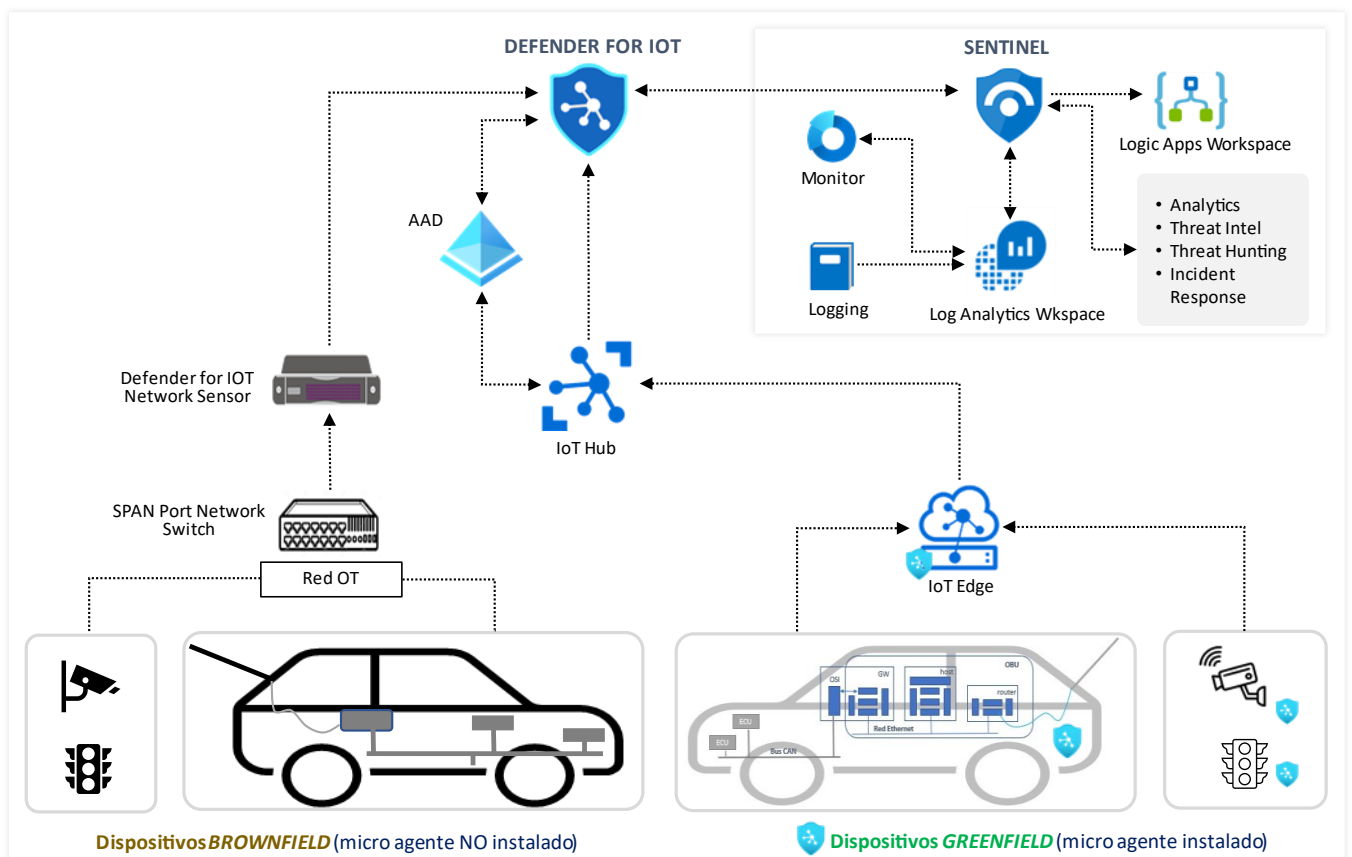 DEFENDER FOR IOT
SENTINEL
Logic Apps Workspace
Monitor
AAD
• Analytics
• Threat Intel
• Threat Hunting
• Incident
Response
Logging
Log Analytics Wkspace
Defender for IOT
Network Sensor
IoT Hub
SPAN Port Network
Switch
Red OT
IoT Edge
OBU
host
GW
OSI
router
ECU
Red Ethernet
ECU
Bus CAN
Dispositivos BROWNFIELD (micro agente NO instalado)
Dispositivos GREENFIELD (micro agente instalado)